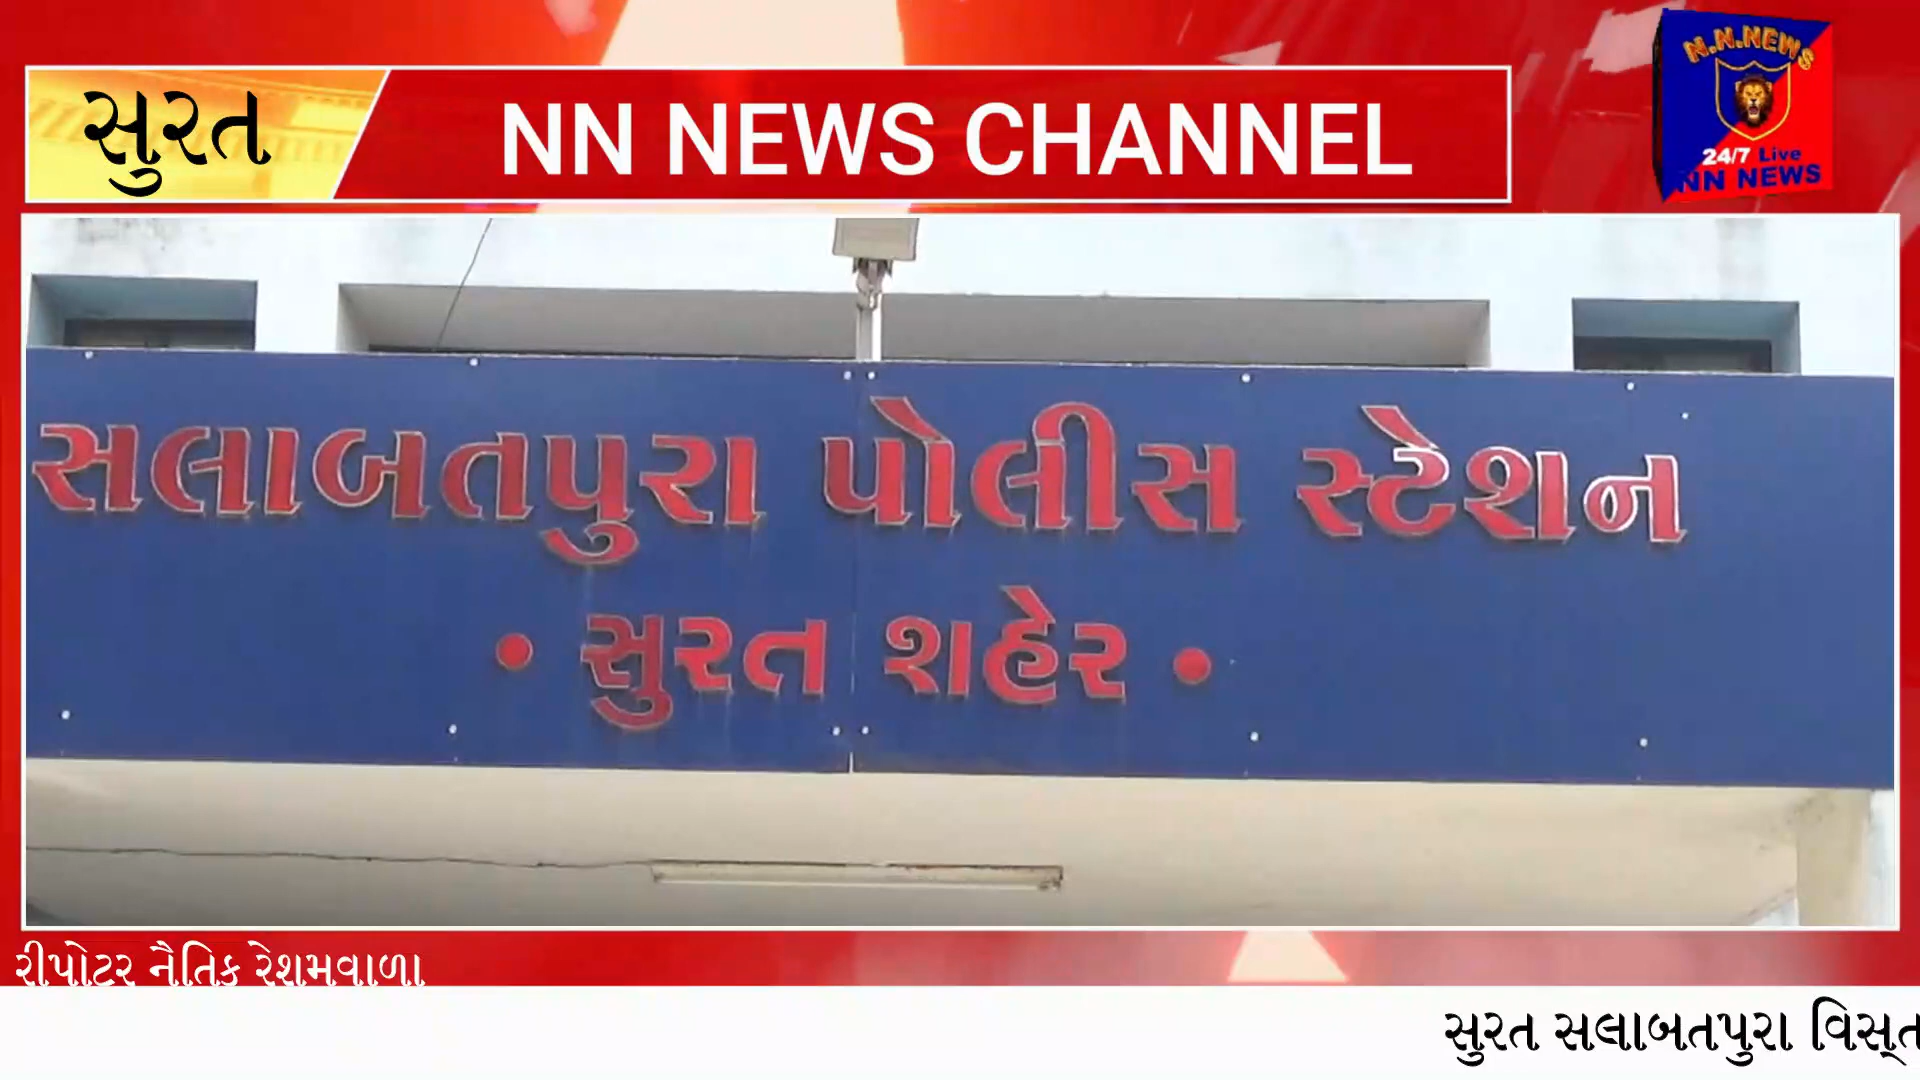 સુરત
NN NEWS CHANNEL
N.N.NEWS
24/7 Live
NN NEWS
સલાબતપુરા પોલીસ સ્ટેશન
• સુરત શહેર •
રીપોટર નૈતિક રેશમવાળા
સુરત સલાબતપુરા